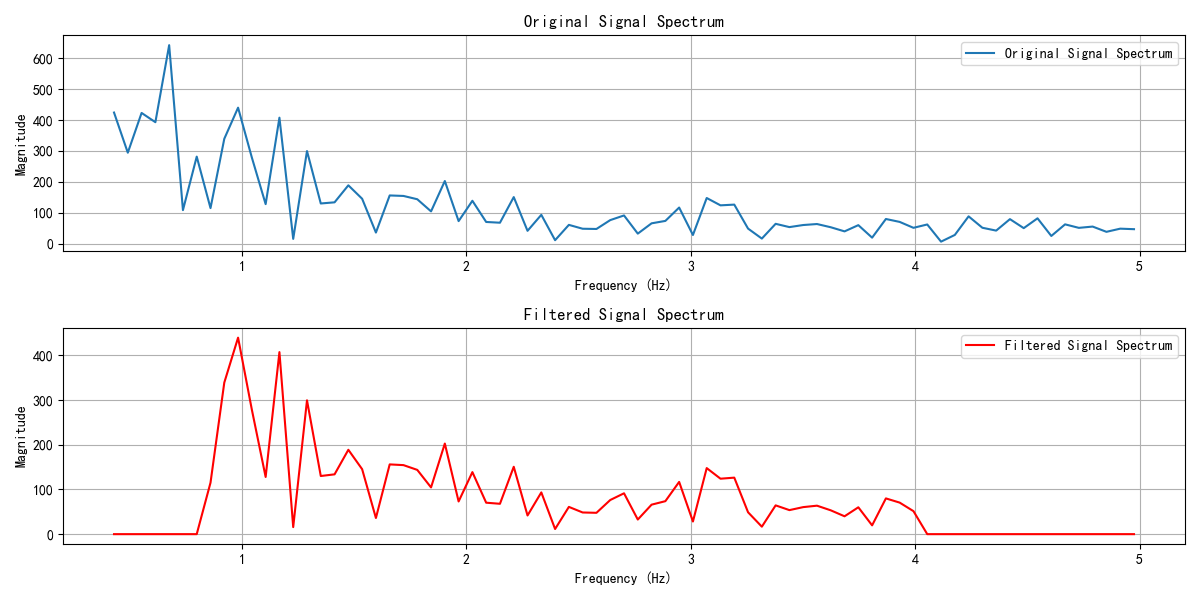 Original Signal Spectrum
Original Signal Spectrum
Magnitude
600
500
400
300
200
100
0
1
2
3
4
5
Frequency (Hz)
Filtered Signal Spectrum
Filtered Signal Spectrum
Magnitude
400
300
200
100
0
1
2
3
4
5
Frequency (Hz)